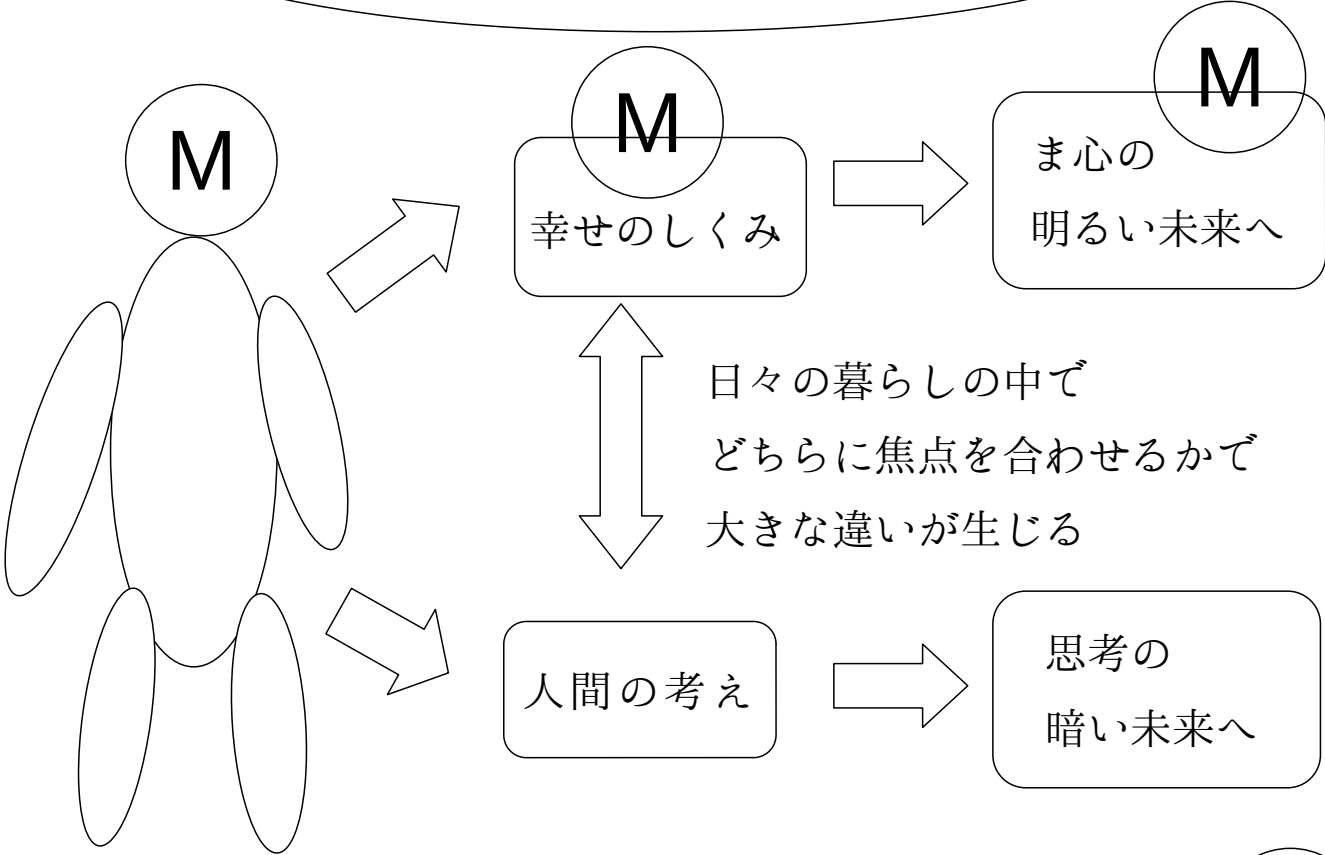 M
M
幸せのしくみ
M
ま心の
明るい未来へ
日々の暮らしの中で
どちらに焦点を合わせるかで
大きな違いが生じる
人間の考え
思考の
暗い未来へ